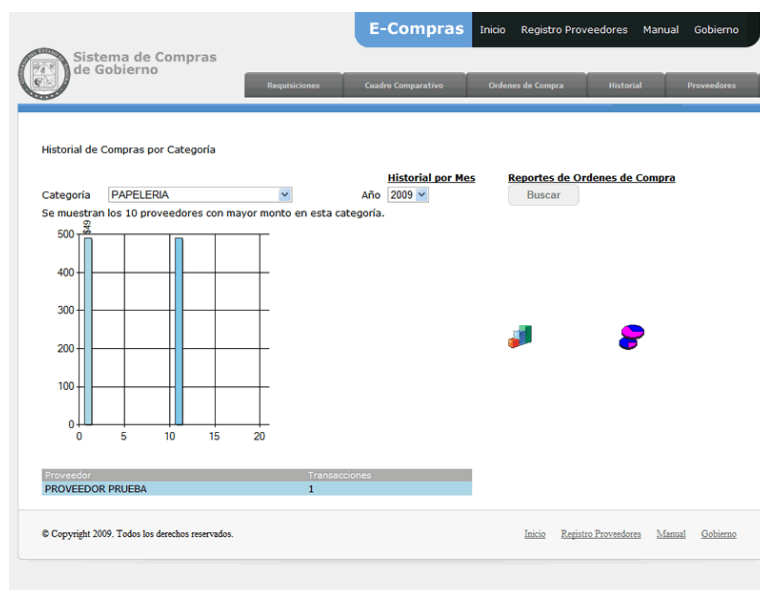 E-Compras Inicio Registro Proveedores Manual Gobierno
Sistema de Compras
de Gobierno
Requisiciones Cuadro Comparativo Ordenes de Compra Historial Proveedores
Historial de Compras por Categoría
Historial por Mes Reportes de Ordenes de Compra
Categoría PAPELERIA Año 2009 Buscar
Se muestran los 10 proveedores con mayor monto en esta categoría.
$49
500
400
300
200
100
0
0 5 10 15 20
Proveedor Transacciones
PROVEEDOR PRUEBA 1
© Copyright 2009. Todos los derechos reservados. Inicio Registro Proveedores Manual Gobierno